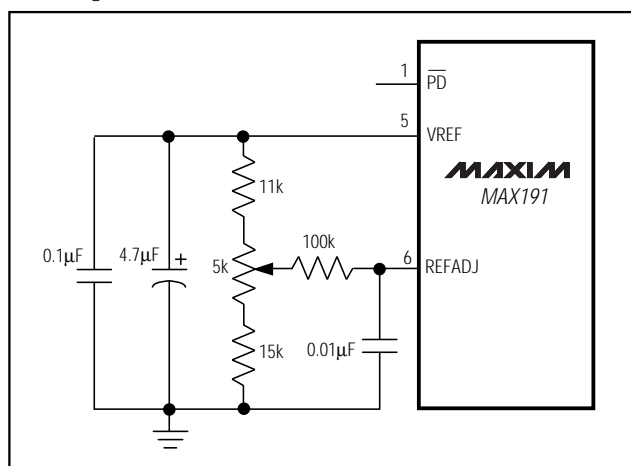 1
PD
5
VREF
MAXIM
MAX191
11k
100k
0.1µF
4.7µF
+
5k
6
REFADJ
15k
0.01µF